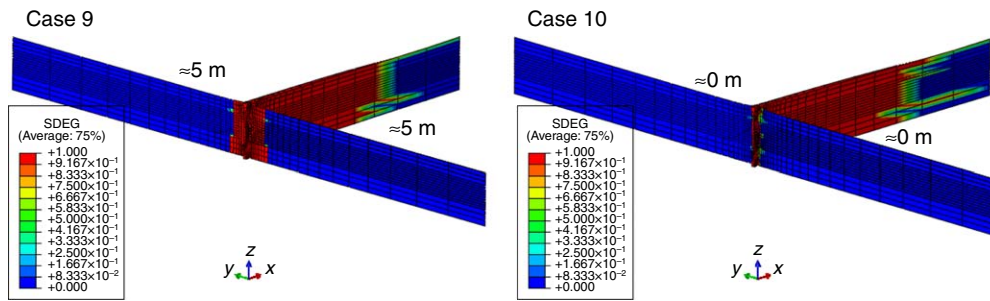 Case 9
≈5 m
≈5 m
SDEG
(Average: 75%)
+1.000
+9.167×10⁻¹
+8.333×10⁻¹
+7.500×10⁻¹
+6.667×10⁻¹
+5.833×10⁻¹
+5.000×10⁻¹
+4.167×10⁻¹
+3.333×10⁻¹
+2.500×10⁻¹
+1.667×10⁻¹
+8.333×10⁻²
+0.000
z
y x
Case 10
≈0 m
≈0 m
SDEG
(Average: 75%)
+1.000
+9.167×10⁻¹
+8.333×10⁻¹
+7.500×10⁻¹
+6.667×10⁻¹
+5.833×10⁻¹
+5.000×10⁻¹
+4.167×10⁻¹
+3.333×10⁻¹
+2.500×10⁻¹
+1.667×10⁻¹
+8.333×10⁻²
+0.000
z
y x